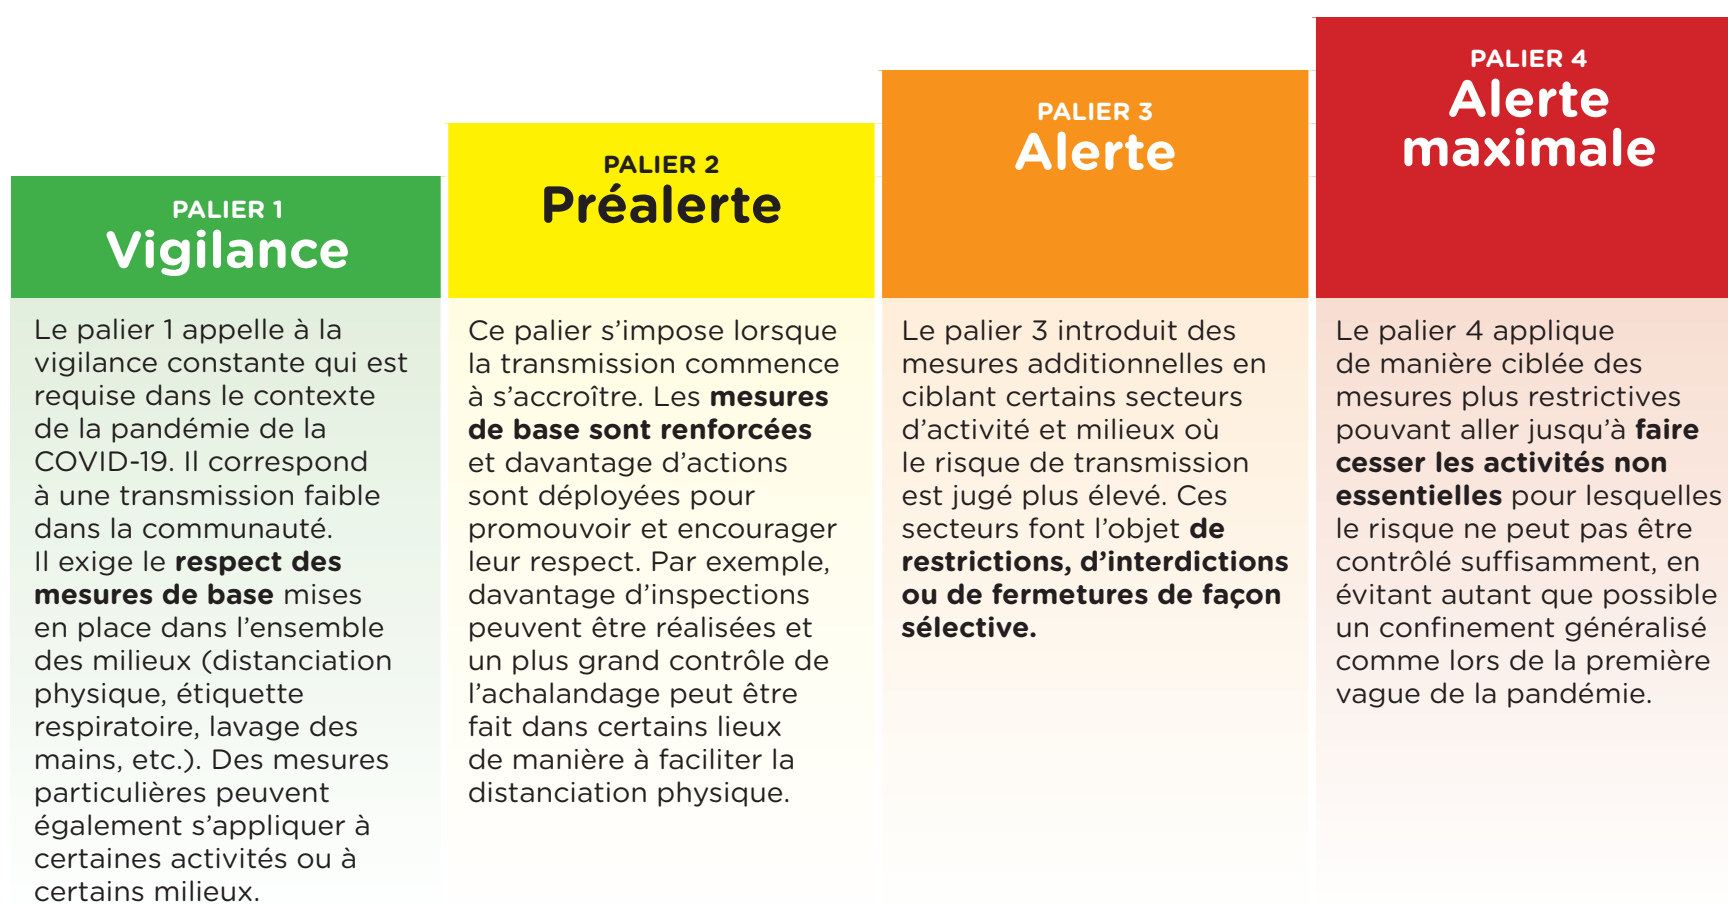 PALIER 1
Vigilance
Le palier 1 appelle à la
vigilance constante qui est
requise dans le contexte
de la pandémie de la
COVID-19. Il correspond
à une transmission faible
dans la communauté.
Il exige le respect des
mesures de base mises
en place dans l’ensemble
des milieux (distanciation
physique, étiquette
respiratoire, lavage des
mains, etc.). Des mesures
particulières peuvent
également s’appliquer à
certaines activités ou à
certains milieux.
PALIER 2
Préalerte
Ce palier s’impose lorsque
la transmission commence
à s’accroître. Les mesures
de base sont renforcées
et davantage d’actions
sont déployées pour
promouvoir et encourager
leur respect. Par exemple,
davantage d’inspections
peuvent être réalisées et
un plus grand contrôle de
l’achalandage peut être
fait dans certains lieux
de manière à faciliter la
distanciation physique.
PALIER 3
Alerte
Le palier 3 introduit des
mesures additionnelles en
ciblant certains secteurs
d’activité et milieux où
le risque de transmission
est jugé plus élevé. Ces
secteurs font l’objet de
restrictions, d’interdictions
ou de fermetures de façon
sélective.
PALIER 4
Alerte
maximale
Le palier 4 applique
de manière ciblée des
mesures plus restrictives
pouvant aller jusqu’à faire
cesser les activités non
essentielles pour lesquelles
le risque ne peut pas être
contrôlé suffisamment, en
évitant autant que possible
un confinement généralisé
comme lors de la première
vague de la pandémie.